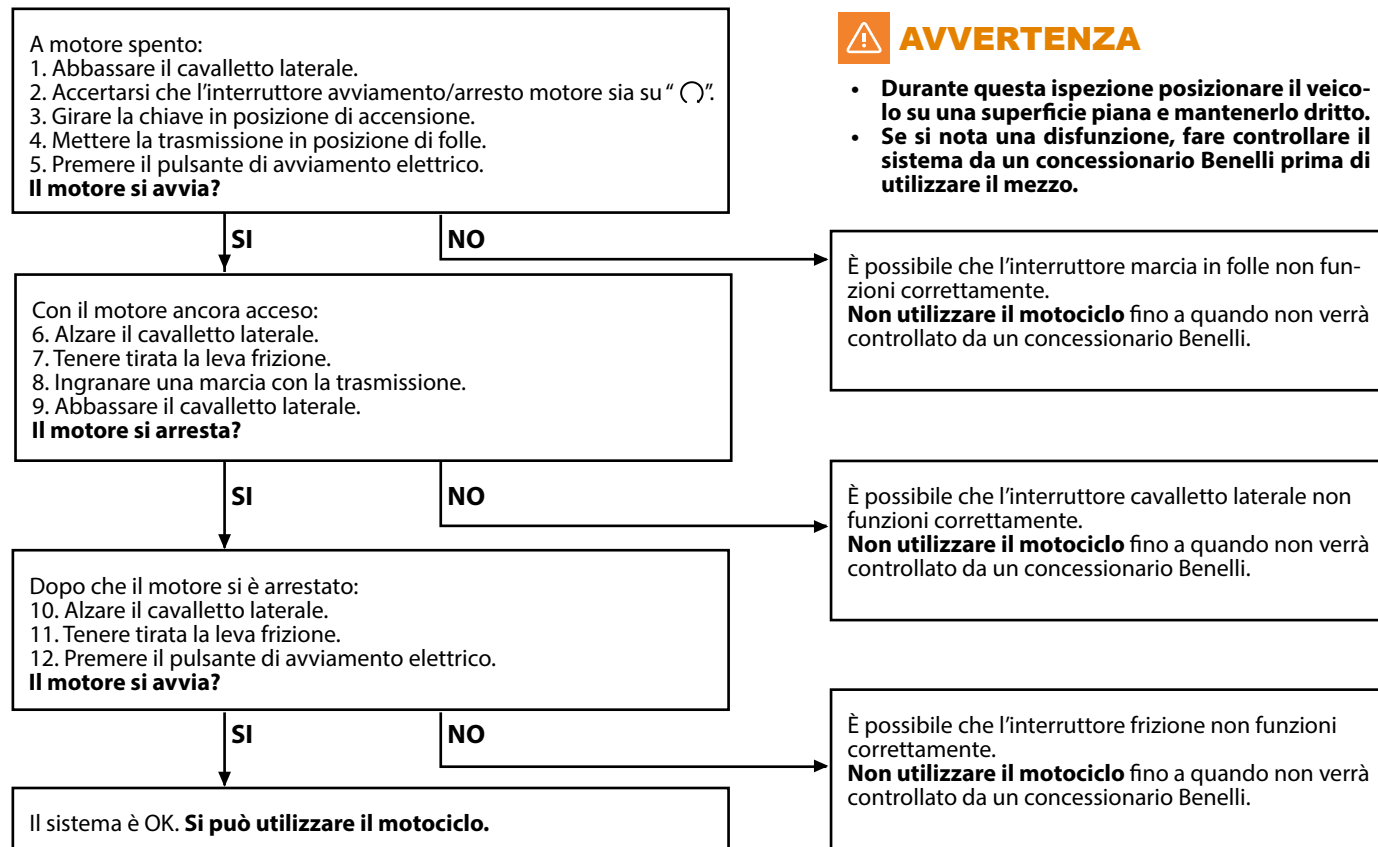 A motore spento:
1. Abbassare il cavalletto laterale.
2. Accertarsi che l'interruttore avviamento/arresto motore sia su " ".
3. Girare la chiave in posizione di accensione.
4. Mettere la trasmissione in posizione di folle.
5. Premere il pulsante di avviamento elettrico.
Il motore si avvia?
AVVERTENZA
• Durante questa ispezione posizionare il veico-
lo su una superficie piana e mantenerlo dritto.
• Se si nota una disfunzione, fare controllare il
sistema da un concessionario Benelli prima di
utilizzare il mezzo.
SI
NO
È possibile che l'interruttore marcia in folle non fun-
zioni correttamente.
Non utilizzare il motociclo fino a quando non verrà
controllato da un concessionario Benelli.
Con il motore ancora acceso:
6. Alzare il cavalletto laterale.
7. Tenere tirata la leva frizione.
8. Ingranare una marcia con la trasmissione.
9. Abbassare il cavalletto laterale.
Il motore si arresta?
SI
NO
È possibile che l'interruttore cavalletto laterale non
funzioni correttamente.
Non utilizzare il motociclo fino a quando non verrà
controllato da un concessionario Benelli.
Dopo che il motore si è arrestato:
10. Alzare il cavalletto laterale.
11. Tenere tirata la leva frizione.
12. Premere il pulsante di avviamento elettrico.
Il motore si avvia?
SI
NO
È possibile che l'interruttore frizione non funzioni
correttamente.
Non utilizzare il motociclo fino a quando non verrà
controllato da un concessionario Benelli.
Il sistema è OK. Si può utilizzare il motociclo.